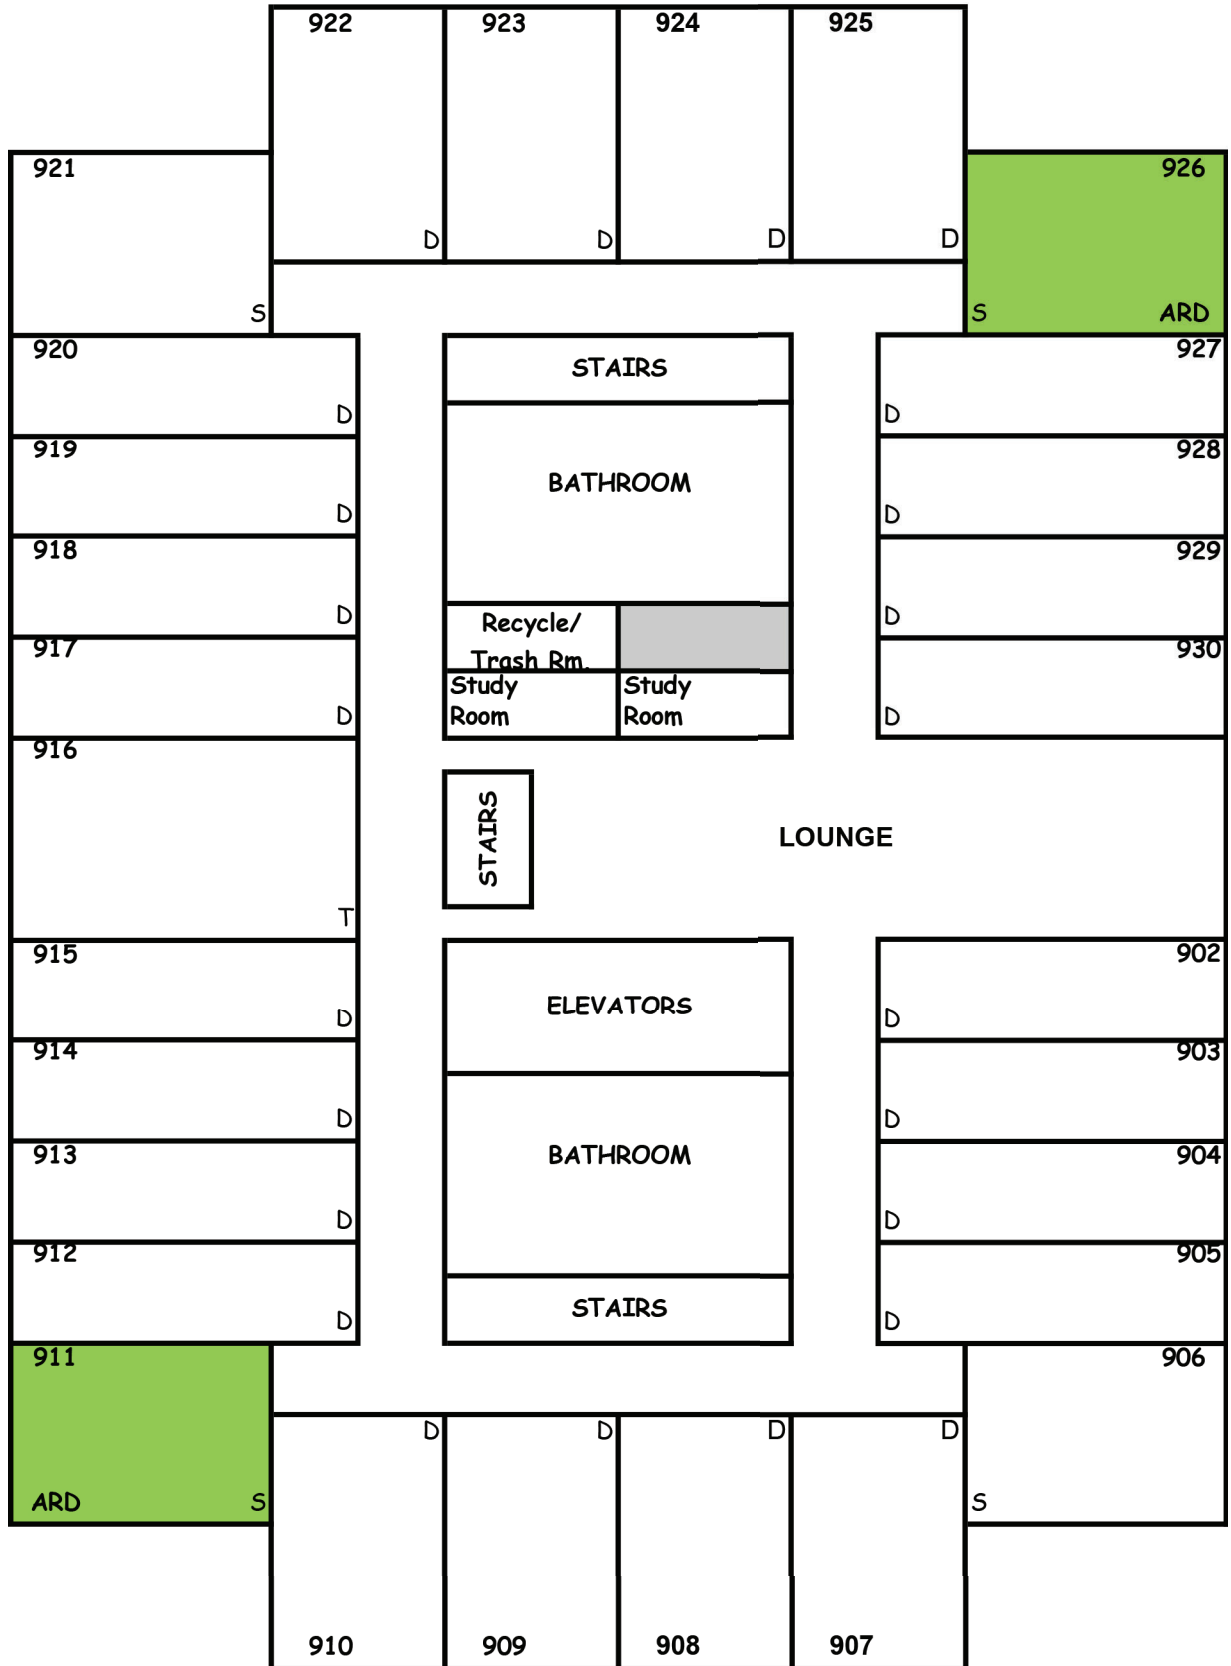 922 923 924 925
D D D D
921
S
926
S ARD
920
D
919
D
918
D
917
D
916
T
915
D
914
D
913
D
912
D
911
ARD S
STAIRS
BATHROOM
Recycle/
Trash Rm.
Study
Room
Study
Room
STAIRS
LOUNGE
ELEVATORS
BATHROOM
STAIRS
927
D
928
D
929
D
930
D
902
D
903
D
904
D
905
D
906
S
D D D D
910 909 908 907